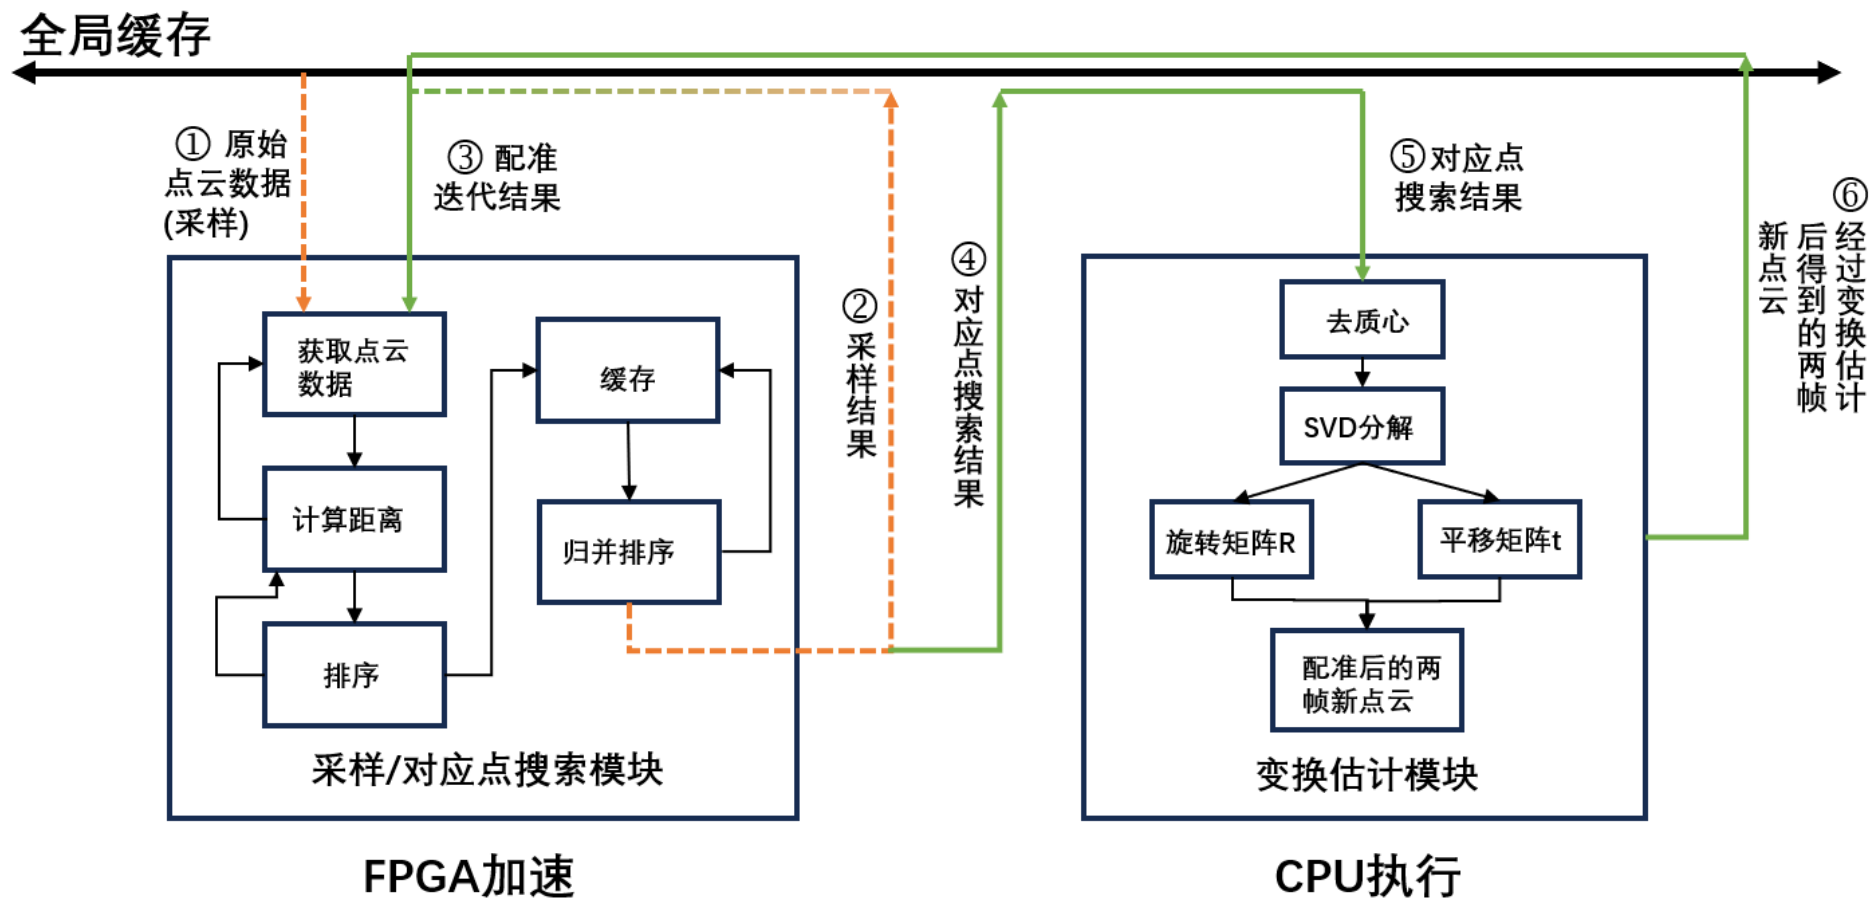 全局缓存
① 原始
点云数据
(采样)
③ 配准
迭代结果
② 采样结果
④ 对应点搜索结果
⑤对应点
搜索结果
⑥ 经过变换估计
后得到的两帧
新点云
获取点云
数据
计算距离
排序
缓存
归并排序
采样/对应点搜索模块
FPGA加速
去质心
SVD分解
旋转矩阵R
平移矩阵t
配准后的两
帧新点云
变换估计模块
CPU执行